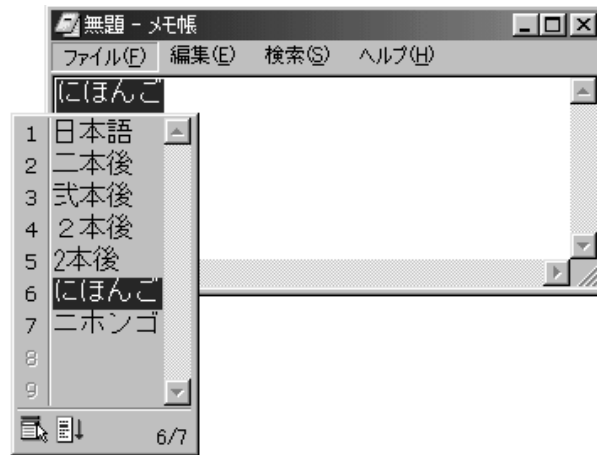 無題 - メモ帳
ファイル(F) 編集(E) 検索(S) ヘルプ(H)
にほんご
1 日本語
2 二本後
3 弐本後
4 ２本後
5 2本後
6 にほんご
7 ニホンゴ
8
9
6/7